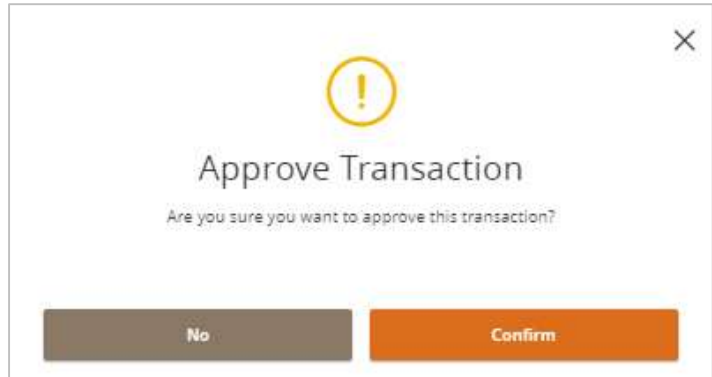 Approve Transaction
Are you sure you want to approve this transaction?
No
Confirm